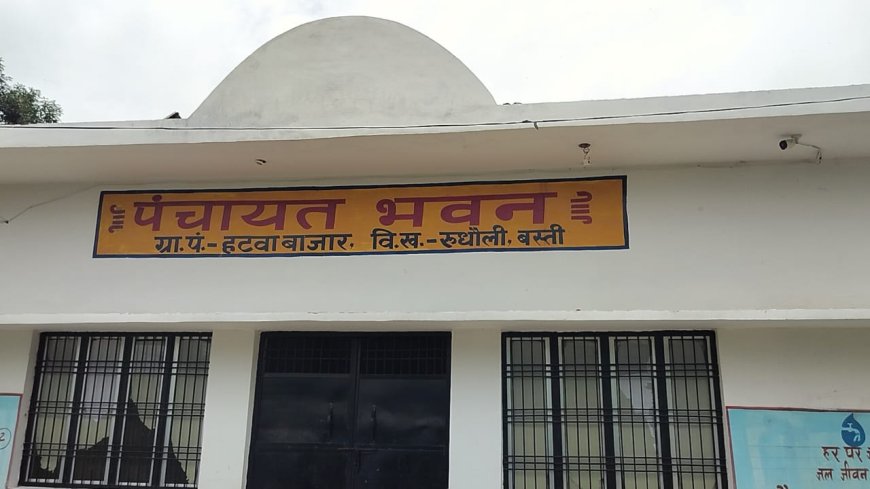 पंचायत भवन
ग्रा.पं.- हटवा बाजार, वि.ख.- रुधौली, बस्ती
हर घर
जल जीवन